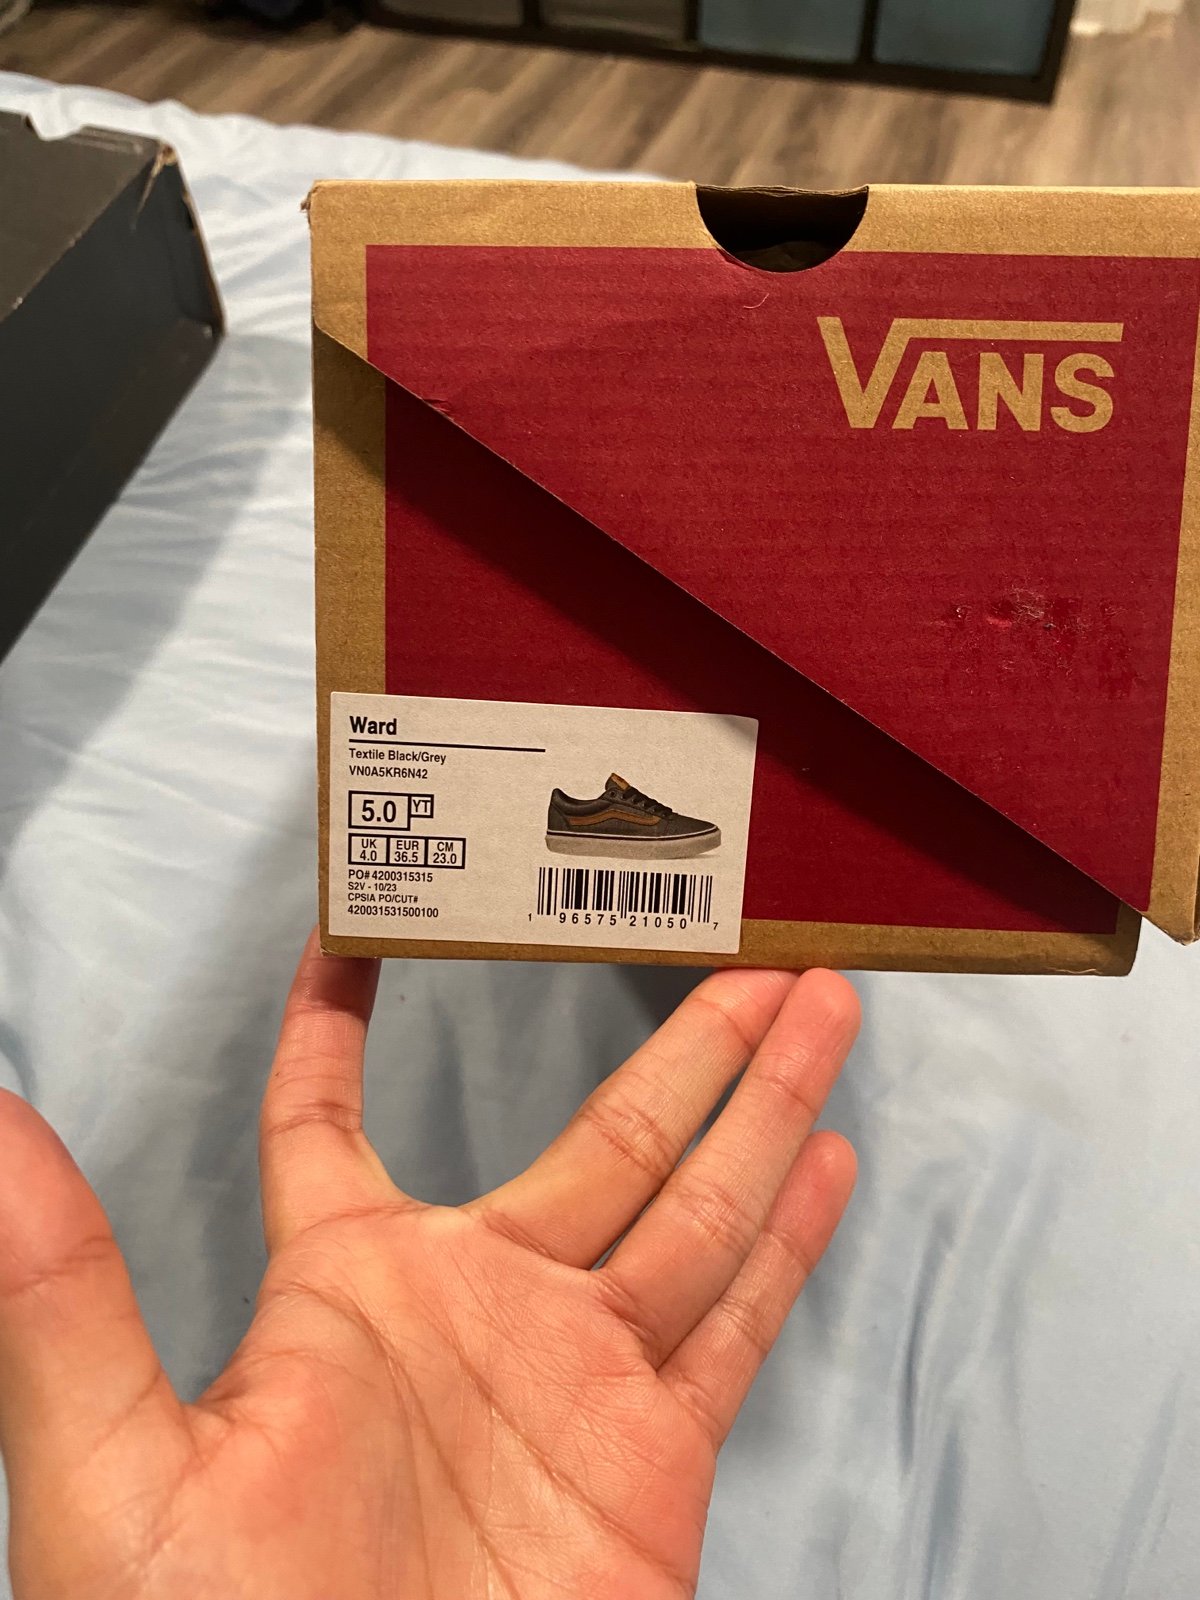 VANS
Ward
Textile Black/Grey
VN0A5KR6N42
5.0 YT
UK EUR CM
4.0 36.5 23.0
PO# 4200315315
S2V - 10/23
CPSIA PO/CUT#
420031531500100
1 96575 21050 7